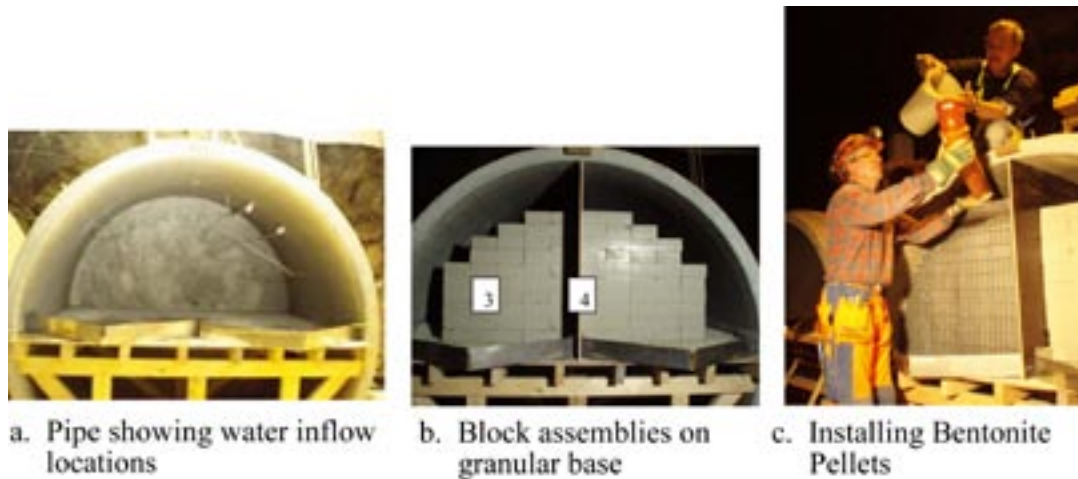 3
4
a. Pipe showing water inflow
locations
b. Block assemblies on
granular base
c. Installing Bentonite
Pellets